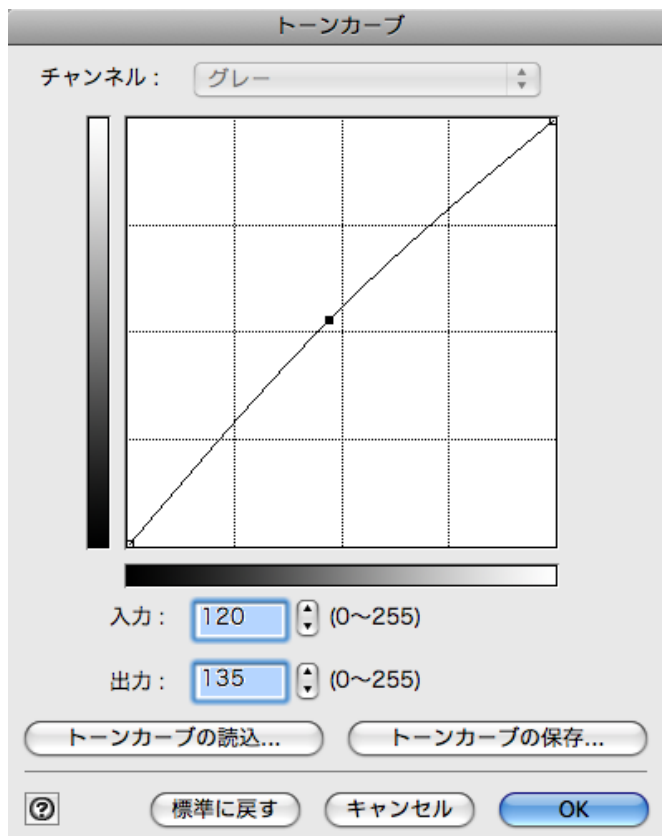 トーンカーブ
チャンネル： グレー
入力： 120 (0〜255)
出力： 135 (0〜255)
トーンカーブの読込... トーンカーブの保存...
? 標準に戻す キャンセル OK